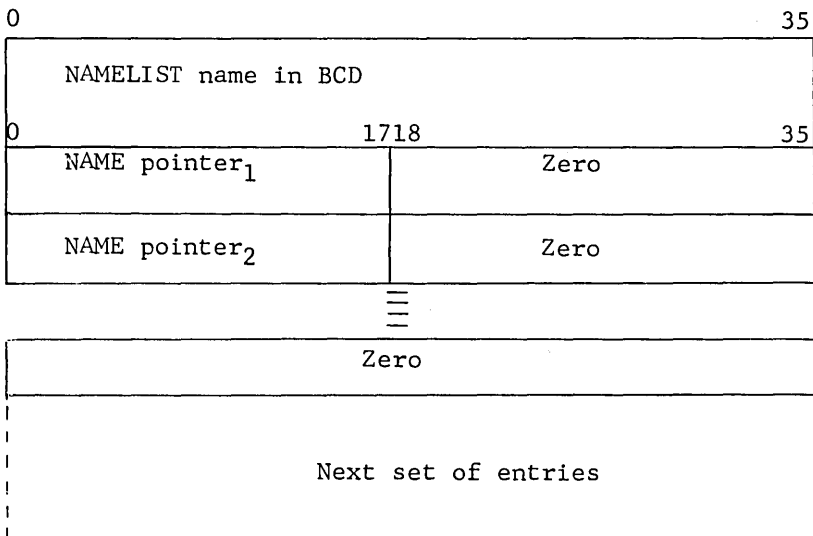 0 35
NAMELIST name in BCD
0 1718 35
NAME pointer1 Zero
NAME pointer2 Zero
Zero
Next set of entries